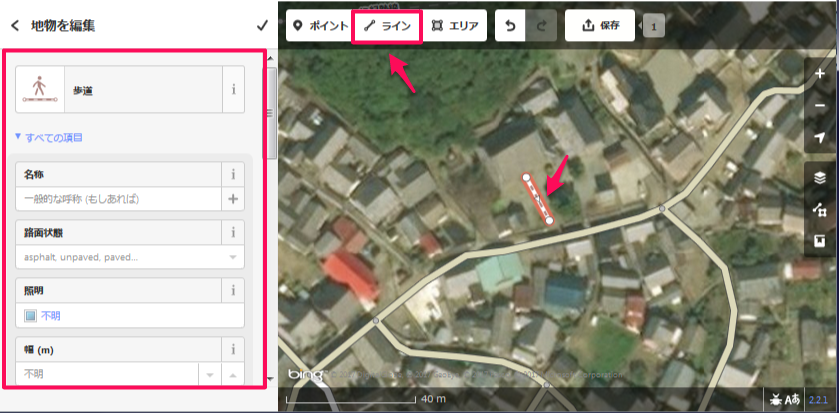 地物を編集
ポイント ライン エリア 保存 1
歩道
すべての項目
名称
一般的な呼称 (もしあれば)
路面状態
asphalt, unpaved, paved...
照明
不明
幅 (m)
不明
bing
40 m
Aあ
2.2.1